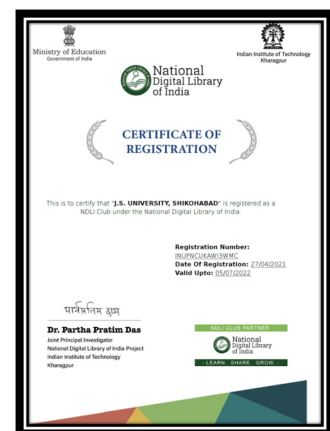 Ministry of Education
Government of India
Indian Institute of Technology
Kharagpur
National
Digital Library
of India
CERTIFICATE OF
REGISTRATION
This is to certify that "J.S. UNIVERSITY, SHIKOHABAD" is registered as a
NDLI Club under the National Digital Library of India.
Registration Number:
INUPNCUKAWI3WMC
Date Of Registration: 27/04/2021
Valid Upto: 05/07/2022
Dr. Partha Pratim Das
Joint Principal Investigator
National Digital Library of India Project
Indian Institute of Technology
Kharagpur
NDLI CLUB PARTNER
National
Digital Library
of India
- LEARN SHARE GROW -